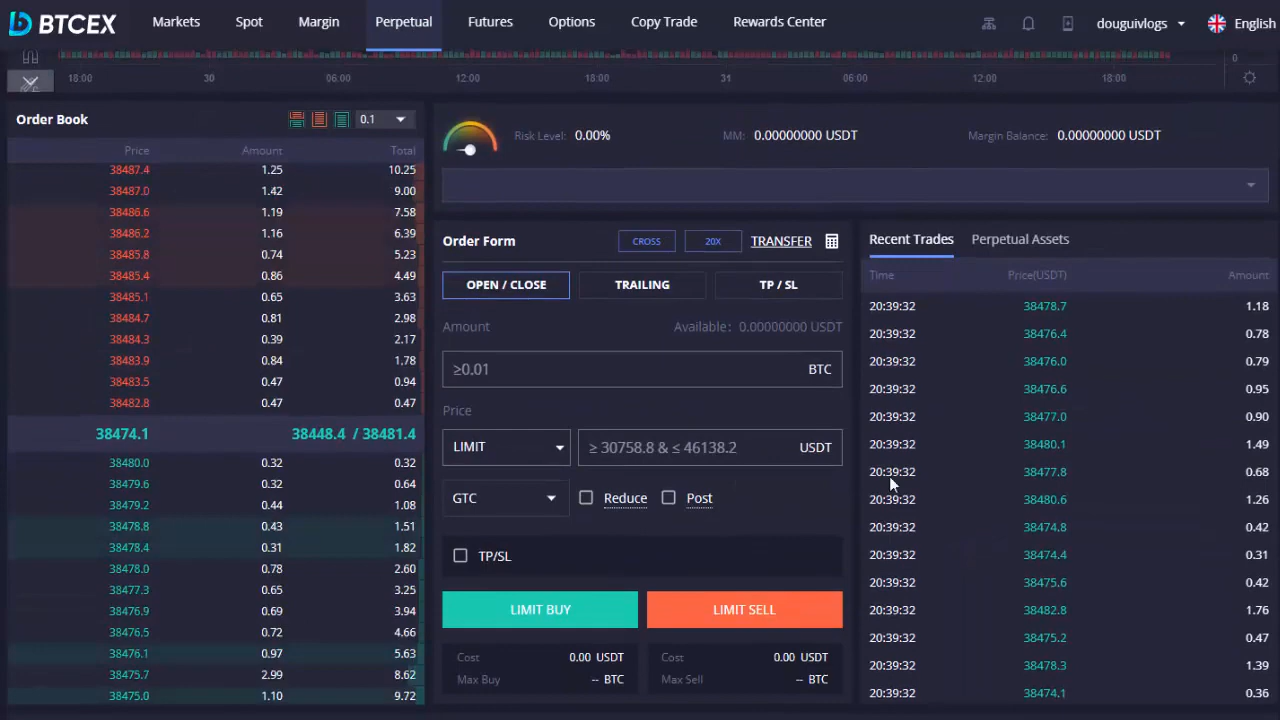 BTCEX Markets Spot Margin Perpetual Futures Options Copy Trade Rewards Center douguivlogs English
18:00 30 06:00 12:00 18:00 31 06:00 12:00 18:00 0
Order Book 0.1
Price Amount Total
38487.4 1.25 10.25
38487.0 1.42 9.00
38486.6 1.19 7.58
38486.2 1.16 6.39
38485.8 0.74 5.23
38485.4 0.86 4.49
38485.1 0.65 3.63
38484.7 0.81 2.98
38484.3 0.39 2.17
38483.9 0.84 1.78
38483.5 0.47 0.94
38482.8 0.47 0.47
38474.1 38448.4 / 38481.4
38480.0 0.32 0.32
38479.6 0.32 0.64
38479.2 0.44 1.08
38478.8 0.43 1.51
38478.4 0.31 1.82
38478.0 0.78 2.60
38477.3 0.65 3.25
38476.9 0.69 3.94
38476.5 0.72 4.66
38476.1 0.97 5.63
38475.7 2.99 8.62
38475.0 1.10 9.72
Risk Level: 0.00% MM: 0.00000000 USDT Margin Balance: 0.00000000 USDT
Order Form CROSS 20X TRANSFER
OPEN / CLOSE TRAILING TP / SL
Amount Available: 0.00000000 USDT
≥0.01 BTC
Price
LIMIT ≥ 30758.8 & ≤ 46138.2 USDT
GTC Reduce Post
TP/SL
LIMIT BUY LIMIT SELL
Cost 0.00 USDT Cost 0.00 USDT
Max Buy -- BTC Max Sell -- BTC
Recent Trades Perpetual Assets
Time Price(USDT) Amount
20:39:32 38478.7 1.18
20:39:32 38476.4 0.78
20:39:32 38476.0 0.79
20:39:32 38476.6 0.95
20:39:32 38477.0 0.90
20:39:32 38480.1 1.49
20:39:32 38477.8 0.68
20:39:32 38480.6 1.26
20:39:32 38474.8 0.42
20:39:32 38474.4 0.31
20:39:32 38475.6 0.42
20:39:32 38482.8 1.76
20:39:32 38475.2 0.47
20:39:32 38478.3 1.39
20:39:32 38474.1 0.36